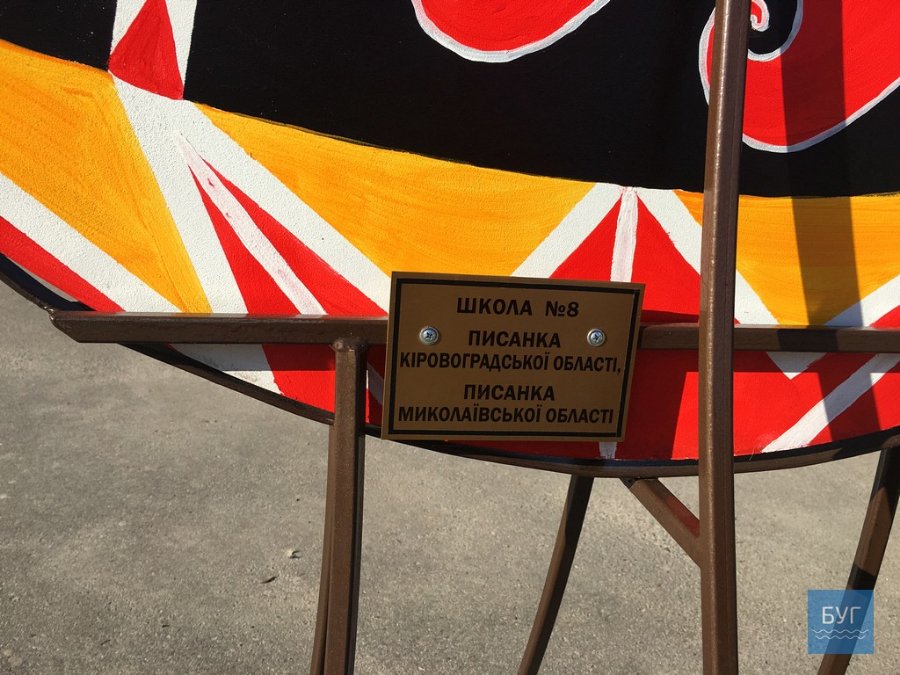 ШКОЛА №8
ПИСАНКА
КІРОВОГРАДСЬКОЇ ОБЛАСТІ,
ПИСАНКА
МИКОЛАЇВСЬКОЇ ОБЛАСТІ
БУГ